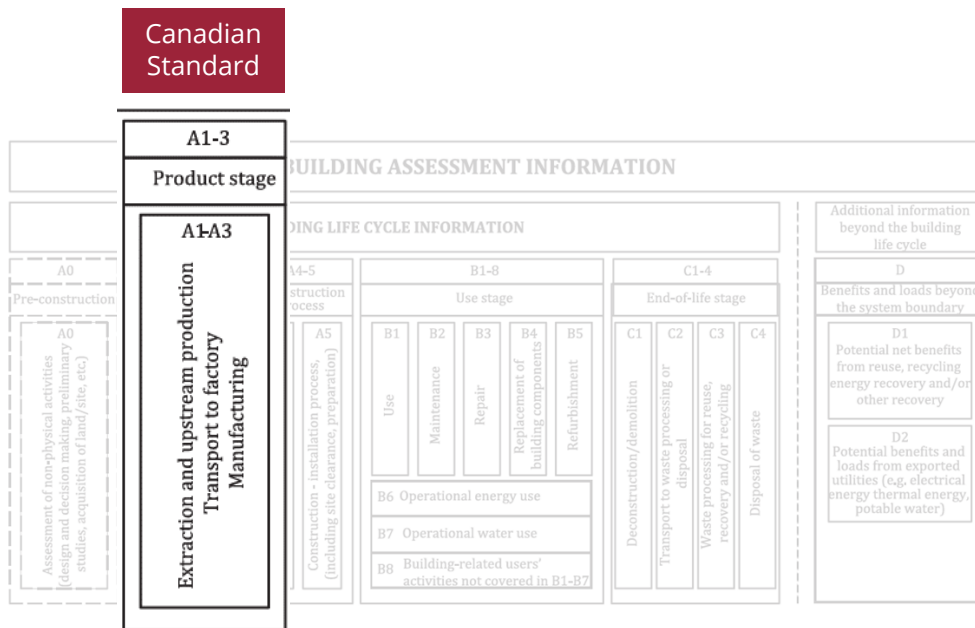 Canadian
Standard
A1-3
Product stage
A1-A3
Extraction and upstream production
Transport to factory
Manufacturing
BUILDING ASSESSMENT INFORMATION
DING LIFE CYCLE INFORMATION
Additional information
beyond the building
life cycle
A0
Pre-construction
A0
Assessment of non-physical activities
(design and decision making, preliminary
studies, acquisition of land/site, etc.)
A4-5
A5
Construction - installation process,
(including site clearance, preparation)
B1-8
Use stage
B1
Use
B2
Maintenance
B3
Repair
B4
Replacement of
building components
B5
Refurbishment
B6 Operational energy use
B7 Operational water use
B8 Building-related users'
activities not covered in B1-B7
C1-4
End-of-life stage
C1
Deconstruction/demolition
C2
Transport to waste processing or
disposal
C3
Waste processing for reuse,
recovery and/or recycling
C4
Disposal of waste
D
Benefits and loads beyond
the system boundary
D1
Potential net benefits
from reuse, recycling
energy recovery and/or
other recovery
D2
Potential benefits and
loads from exported
utilities (e,g, electrical
energy thermal energy,
potable water)